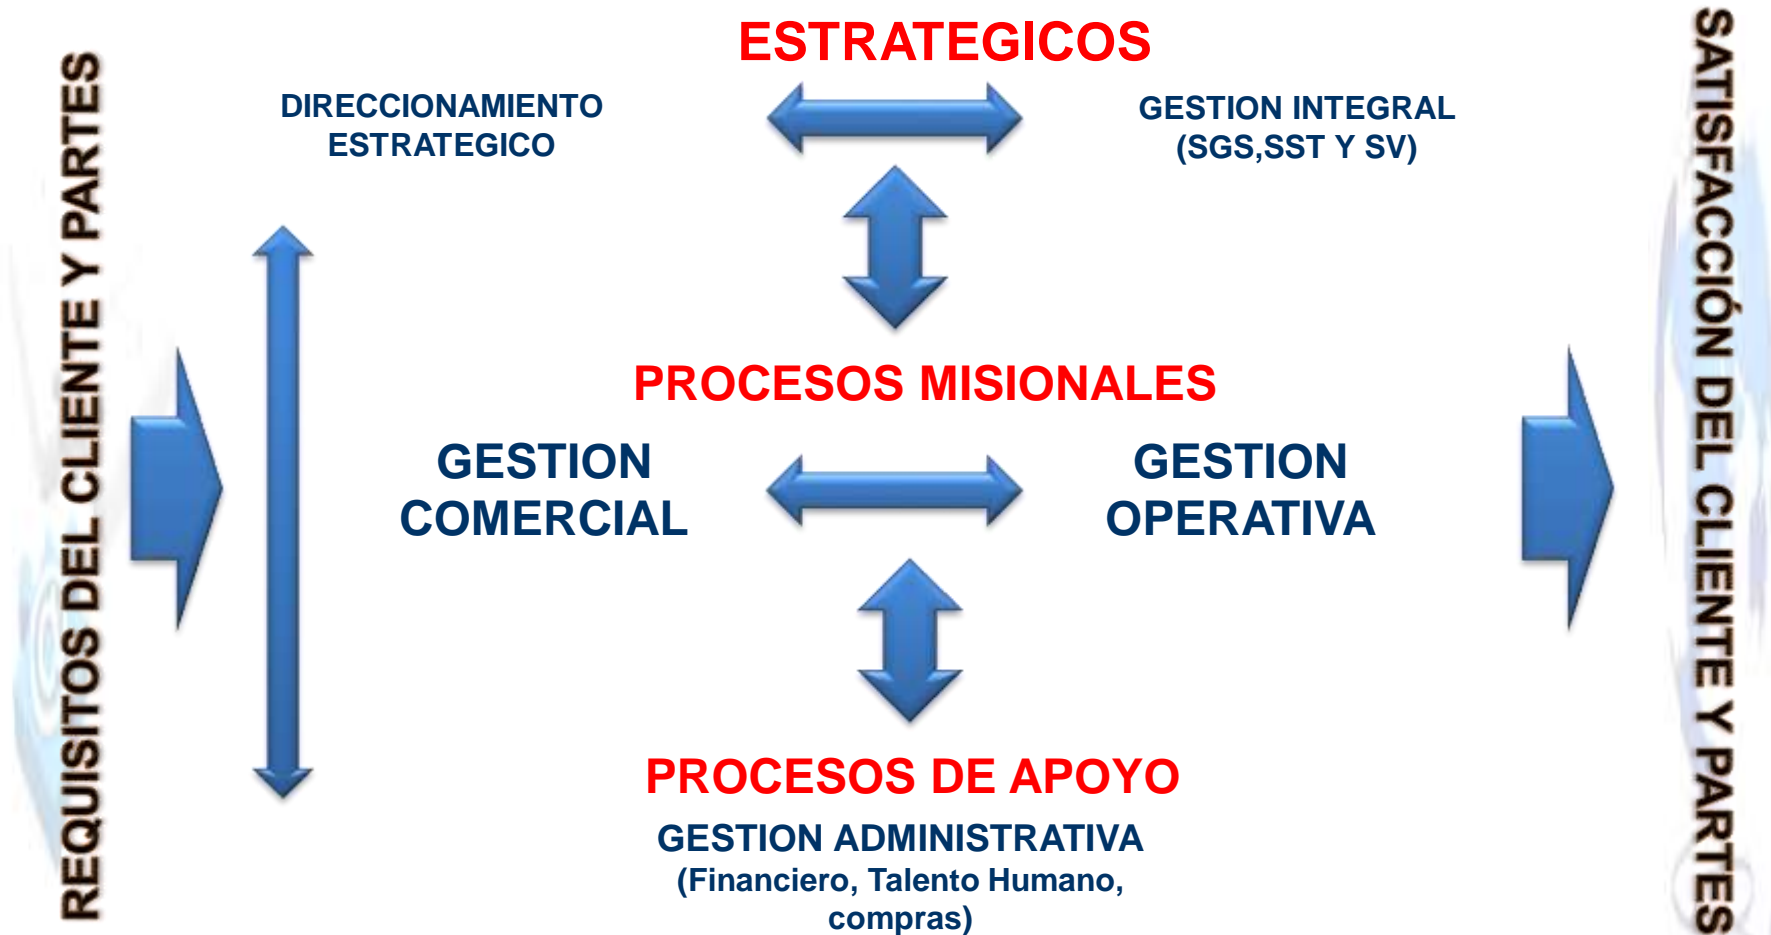 ESTRATEGICOS
REQUISITOS DEL CLIENTE Y PARTES
DIRECCIONAMIENTO
ESTRATEGICO
GESTION INTEGRAL
(SGS,SST Y SV)
PROCESOS MISIONALES
GESTION
COMERCIAL
GESTION
OPERATIVA
PROCESOS DE APOYO
GESTION ADMINISTRATIVA
(Financiero, Talento Humano,
compras)
SATISFACCIÓN DEL CLIENTE Y PARTES